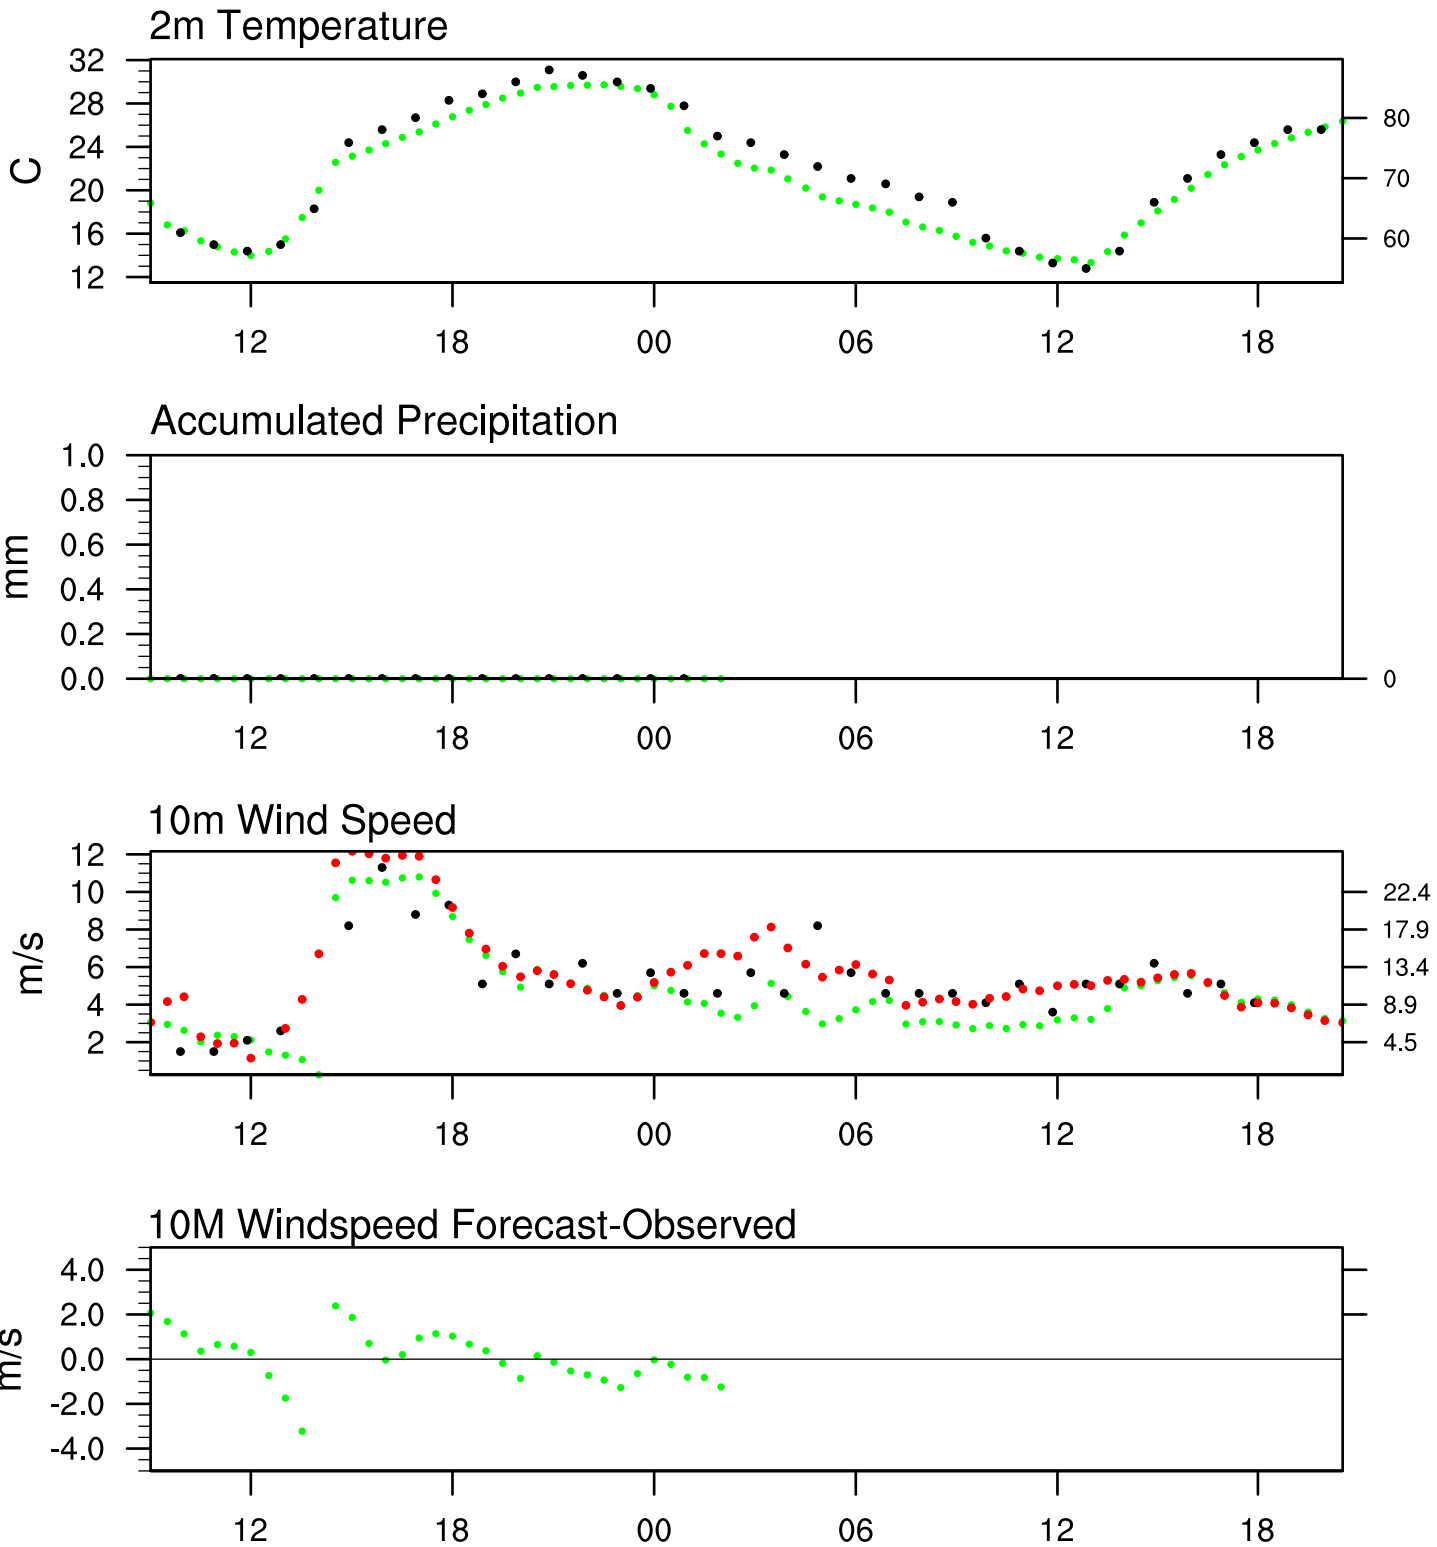 2m Temperature
32
28
24
20
16
12
C
80
70
60
12 18 00 06 12 18
Accumulated Precipitation
1.0
0.8
0.6
0.4
0.2
0.0
mm
0
12 18 00 06 12 18
10m Wind Speed
12
10
8
6
4
2
m/s
22.4
17.9
13.4
8.9
4.5
12 18 00 06 12 18
10M Windspeed Forecast-Observed
4.0
2.0
0.0
-2.0
-4.0
m/s
12 18 00 06 12 18